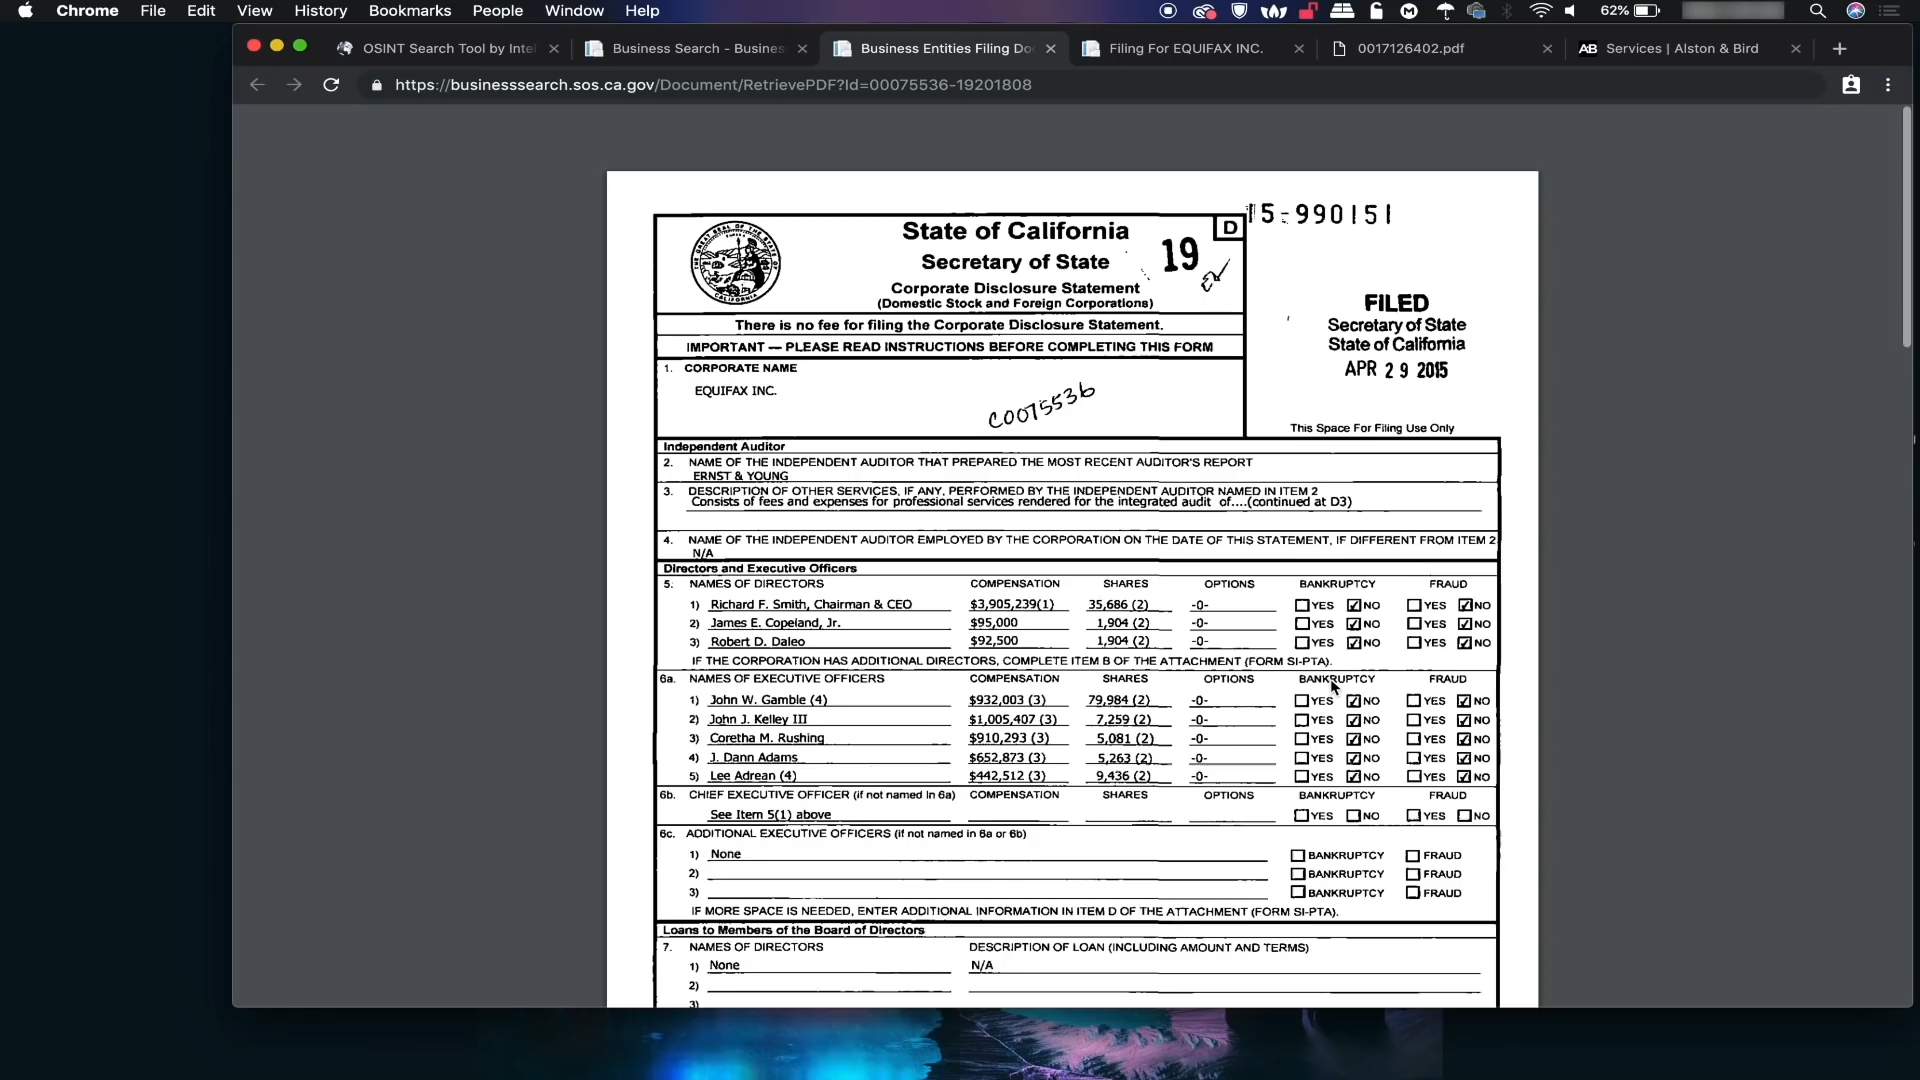 Chrome File Edit View History Bookmarks People Window Help 62%
OSINT Search Tool by Intel Business Search - Busines Business Entities Filing Do Filing For EQUIFAX INC. 0017126402.pdf AB Services | Alston & Bird
https://businesssearch.sos.ca.gov/Document/RetrievePDF?Id=00075536-19201808
15-990151
State of California D
Secretary of State 19
Corporate Disclosure Statement
(Domestic Stock and Foreign Corporations)
There is no fee for filing the Corporate Disclosure Statement.
IMPORTANT — PLEASE READ INSTRUCTIONS BEFORE COMPLETING THIS FORM
FILED
Secretary of State
State of California
APR 29 2015
1. CORPORATE NAME
EQUIFAX INC.
C0075536
This Space For Filing Use Only
Independent Auditor
2. NAME OF THE INDEPENDENT AUDITOR THAT PREPARED THE MOST RECENT AUDITOR'S REPORT
ERNST & YOUNG
3. DESCRIPTION OF OTHER SERVICES, IF ANY, PERFORMED BY THE INDEPENDENT AUDITOR NAMED IN ITEM 2
Consists of fees and expenses for professional services rendered for the integrated audit of....(continued at D3)
4. NAME OF THE INDEPENDENT AUDITOR EMPLOYED BY THE CORPORATION ON THE DATE OF THIS STATEMENT, IF DIFFERENT FROM ITEM 2
N/A
Directors and Executive Officers
5. NAMES OF DIRECTORS COMPENSATION SHARES OPTIONS BANKRUPTCY FRAUD
1) Richard F. Smith, Chairman & CEO $3,905,239(1) 35,686 (2) -0- YES NO YES NO
2) James E. Copeland, Jr. $95,000 1,904 (2) -0- YES NO YES NO
3) Robert D. Daleo $92,500 1,904 (2) -0- YES NO YES NO
IF THE CORPORATION HAS ADDITIONAL DIRECTORS, COMPLETE ITEM B OF THE ATTACHMENT (FORM SI-PTA).
6a. NAMES OF EXECUTIVE OFFICERS COMPENSATION SHARES OPTIONS BANKRUPTCY FRAUD
1) John W. Gamble (4) $932,003 (3) 79,984 (2) -0- YES NO YES NO
2) John J. Kelley III $1,005,407 (3) 7,259 (2) -0- YES NO YES NO
3) Coretha M. Rushing $910,293 (3) 5,081 (2) -0- YES NO YES NO
4) J. Dann Adams $652,873 (3) 5,263 (2) -0- YES NO YES NO
5) Lee Adrean (4) $442,512 (3) 9,436 (2) -0- YES NO YES NO
6b. CHIEF EXECUTIVE OFFICER (if not named in 6a) COMPENSATION SHARES OPTIONS BANKRUPTCY FRAUD
See Item 5(1) above YES NO YES NO
6c. ADDITIONAL EXECUTIVE OFFICERS (if not named in 6a or 6b)
1) None BANKRUPTCY FRAUD
2) BANKRUPTCY FRAUD
3) BANKRUPTCY FRAUD
IF MORE SPACE IS NEEDED, ENTER ADDITIONAL INFORMATION IN ITEM D OF THE ATTACHMENT (FORM SI-PTA).
Loans to Members of the Board of Directors
7. NAMES OF DIRECTORS DESCRIPTION OF LOAN (INCLUDING AMOUNT AND TERMS)
1) None N/A
2)
3)